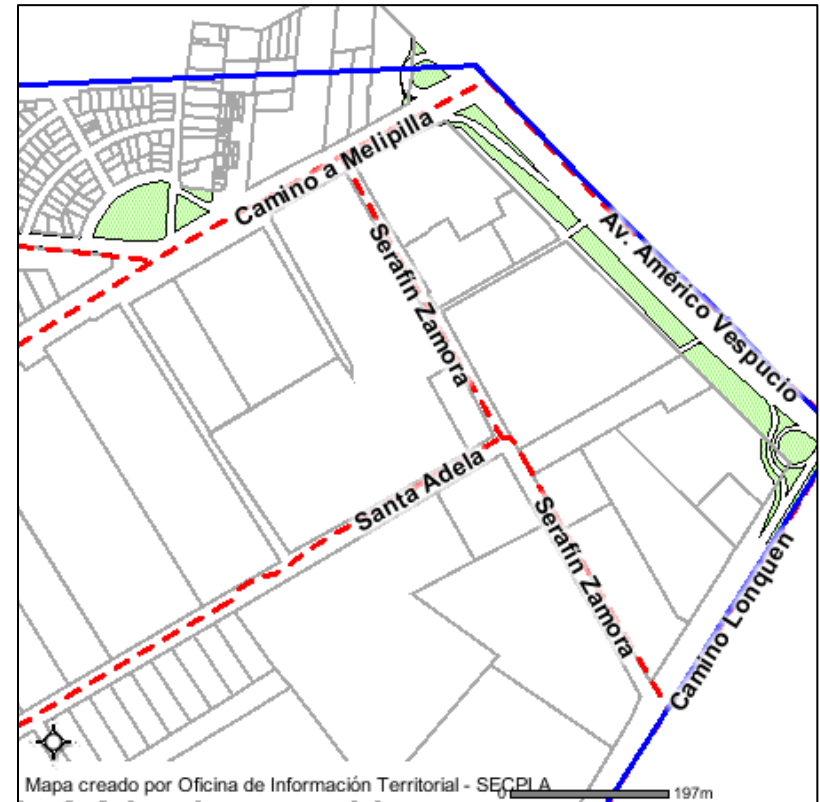 Camino a Melipilla
Serafín Zamora
Av. Américo Vespucio
Santa Adela
Serafín Zamora
Camino Lonquen
Mapa creado por Oficina de Información Territorial - SECPLA
0
197m